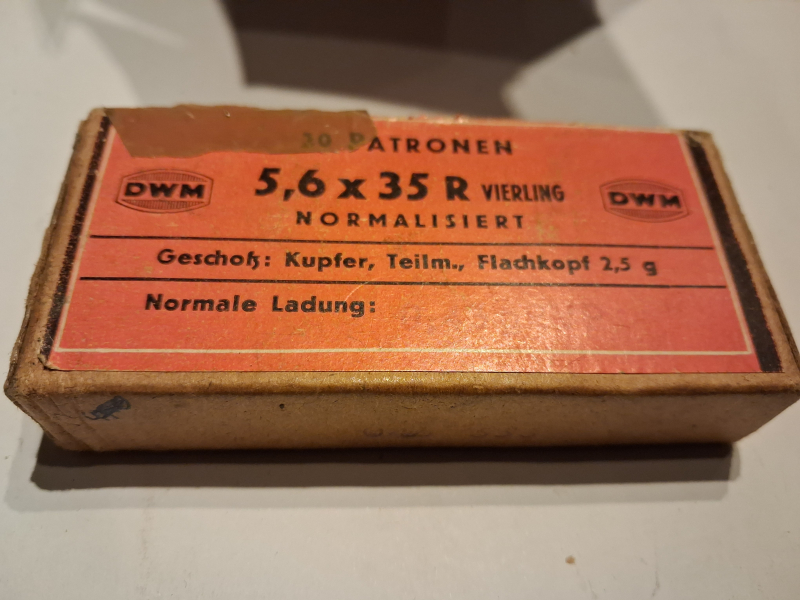 30 PATRONEN
DWM
5,6 x 35 R VIERLING
DWM
NORMALISIERT
Geschoß: Kupfer, Teilm., Flachkopf 2,5 g
Normale Ladung: